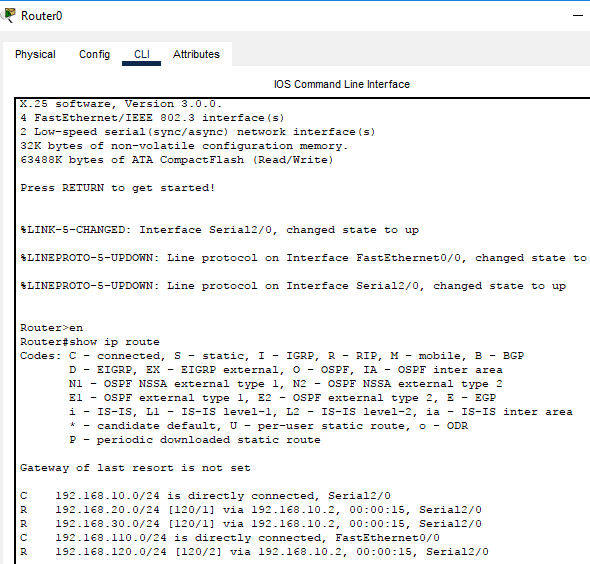 Router0
Physical Config CLI Attributes
IOS Command Line Interface
X.25 software, Version 3.0.0.
4 FastEthernet/IEEE 802.3 interface(s)
2 Low-speed serial(sync/async) network interface(s)
32K bytes of non-volatile configuration memory.
63488K bytes of ATA CompactFlash (Read/Write)
Press RETURN to get started!
%LINK-5-CHANGED: Interface Serial2/0, changed state to up
%LINEPROTO-5-UPDOWN: Line protocol on Interface FastEthernet0/0, changed state to
%LINEPROTO-5-UPDOWN: Line protocol on Interface Serial2/0, changed state to up
Router>en
Router#show ip route
Codes: C - connected, S - static, I - IGRP, R - RIP, M - mobile, B - BGP
D - EIGRP, EX - EIGRP external, O - OSPF, IA - OSPF inter area
N1 - OSPF NSSA external type 1, N2 - OSPF NSSA external type 2
E1 - OSPF external type 1, E2 - OSPF external type 2, E - EGP
i - IS-IS, L1 - IS-IS level-1, L2 - IS-IS level-2, ia - IS-IS inter area
* - candidate default, U - per-user static route, o - ODR
P - periodic downloaded static route
Gateway of last resort is not set
C 192.168.10.0/24 is directly connected, Serial2/0
R 192.168.20.0/24 [120/1] via 192.168.10.2, 00:00:15, Serial2/0
R 192.168.30.0/24 [120/1] via 192.168.10.2, 00:00:15, Serial2/0
C 192.168.110.0/24 is directly connected, FastEthernet0/0
R 192.168.120.0/24 [120/2] via 192.168.10.2, 00:00:15, Serial2/0